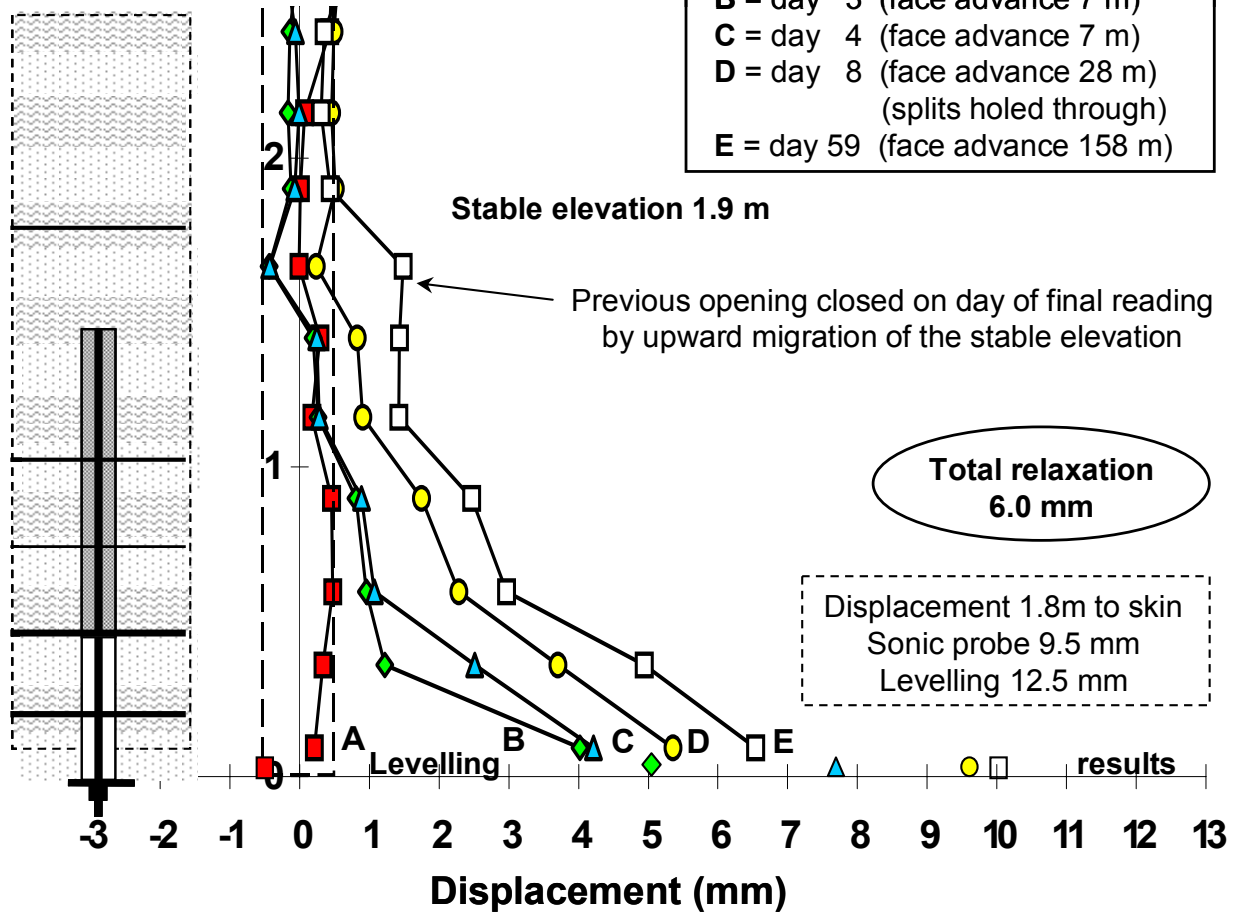 B = day 3 (face advance 7 m)
C = day 4 (face advance 7 m)
D = day 8 (face advance 28 m)
(splits holed through)
E = day 59 (face advance 158 m)
2
Stable elevation 1.9 m
Previous opening closed on day of final reading
by upward migration of the stable elevation
1
Total relaxation
6.0 mm
Displacement 1.8m to skin
Sonic probe 9.5 mm
Levelling 12.5 mm
A B C D E
0 Levelling results
-3 -2 -1 0 1 2 3 4 5 6 7 8 9 10 11 12 13
Displacement (mm)